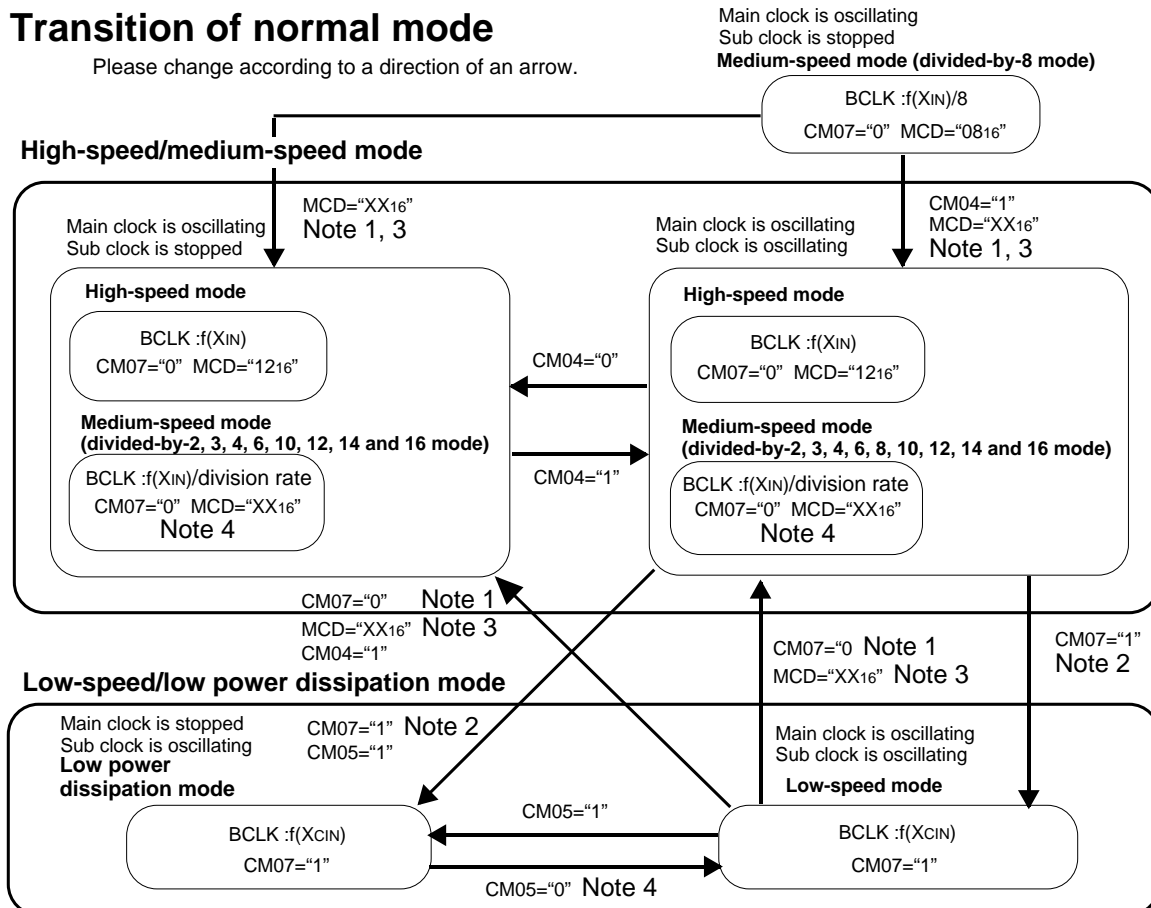 Transition of normal mode
Please change according to a direction of an arrow.
Main clock is oscillating
Sub clock is stopped
Medium-speed mode (divided-by-8 mode)
BCLK :f(XIN)/8
CM07=“0” MCD=“0816”
High-speed/medium-speed mode
MCD=“XX16”
Note 1, 3
Main clock is oscillating
Sub clock is stopped
CM04=“1”
MCD=“XX16”
Note 1, 3
Main clock is oscillating
Sub clock is oscillating
High-speed mode
BCLK :f(XIN)
CM07=“0” MCD=“1216”
Medium-speed mode
(divided-by-2, 3, 4, 6, 10, 12, 14 and 16 mode)
BCLK :f(XIN)/division rate
CM07=“0” MCD=“XX16”
Note 4
CM04=“0”
CM04=“1”
High-speed mode
BCLK :f(XIN)
CM07=“0” MCD=“1216”
Medium-speed mode
(divided-by-2, 3, 4, 6, 8, 10, 12, 14 and 16 mode)
BCLK :f(XIN)/division rate
CM07=“0” MCD=“XX16”
Note 4
CM07=“0” Note 1
MCD=“XX16” Note 3
CM04=“1”
CM07=“0 Note 1
MCD=“XX16” Note 3
CM07=“1”
Note 2
Low-speed/low power dissipation mode
Main clock is stopped
Sub clock is oscillating
Low power
dissipation mode
CM07=“1” Note 2
CM05=“1”
Main clock is oscillating
Sub clock is oscillating
Low-speed mode
BCLK :f(XCIN)
CM07=“1”
CM05=“1”
CM05=“0” Note 4
BCLK :f(XCIN)
CM07=“1”